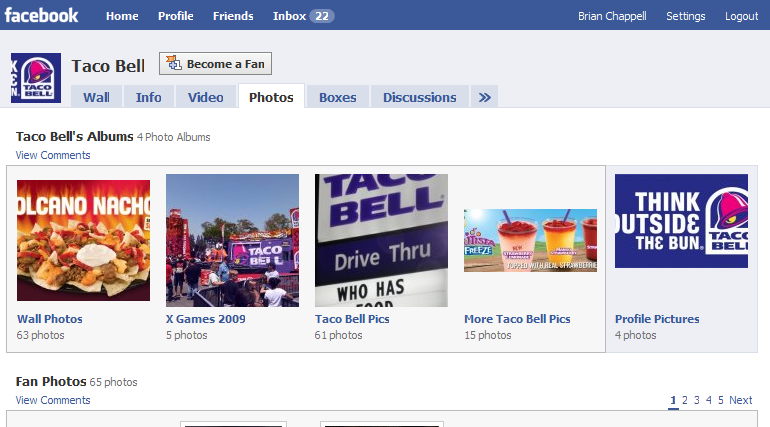 facebook Home Profile Friends Inbox 22 Brian Chappell Settings Logout
Taco Bell Become a Fan
Wall Info Video Photos Boxes Discussions »
Taco Bell's Albums 4 Photo Albums
View Comments
OLCANO NACHO
TACO
BELL
TACO
BELL
Drive Thru
WHO HAS
FOOD
FREEZE
TOPPED WITH REAL STRAWBERRIES
THINK
OUTSIDE
THE BUN.
TACO
BELL
Wall Photos
63 photos
X Games 2009
5 photos
Taco Bell Pics
61 photos
More Taco Bell Pics
15 photos
Profile Pictures
4 photos
Fan Photos 65 photos
View Comments 1 2 3 4 5 Next